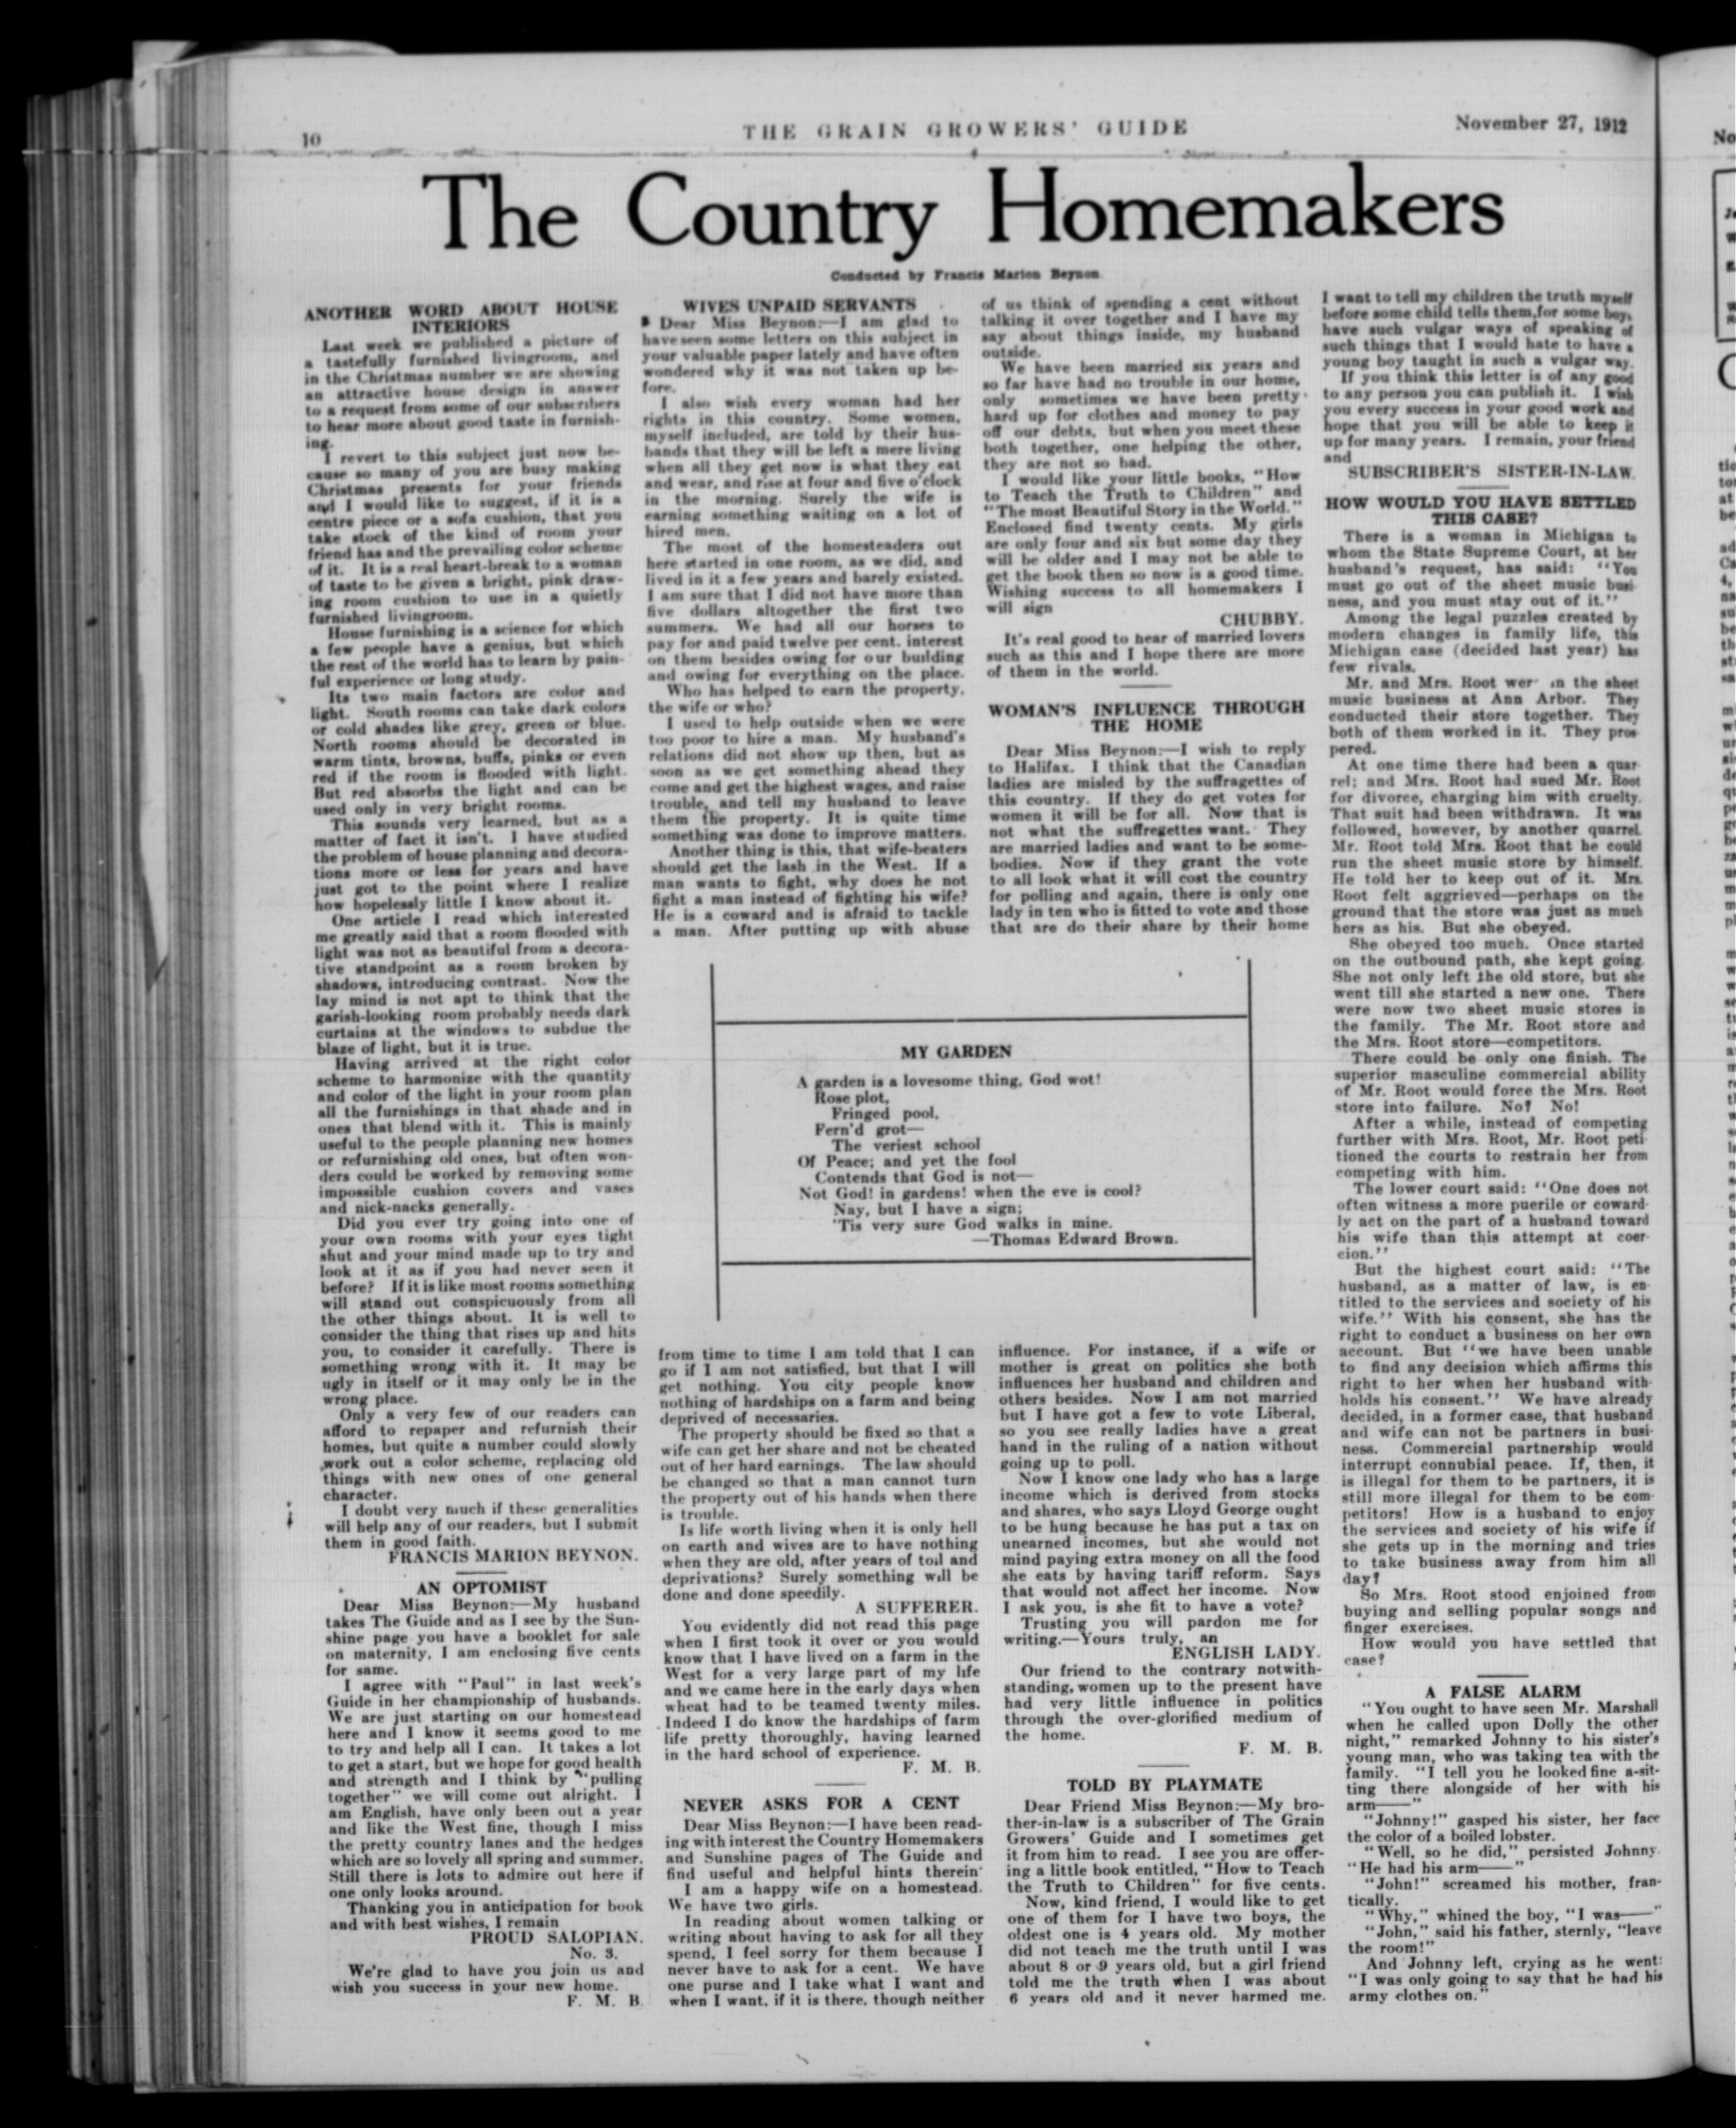 10
THE GRAIN GROWERS' GUIDE
November 27, 1912
The Country Homemakers
Conducted by Francis Marion Beynon
ANOTHER WORD ABOUT HOUSE
INTERIORS
Last week we published a picture of
a tastefully furnished livingroom, and
in the Christmas number we are showing
an attractive house design in answer
to a request from some of our subscribers
to hear more about good taste in furnish-
ing.
I revert to this subject just now be-
cause so many of you are busy making
Christmas presents for your friends
and I would like to suggest, if it is a
centre piece or a sofa cushion, that you
take stock of the kind of room your
friend has and the prevailing color scheme
of it. It is a real heart-break to a woman
of taste to be given a bright, pink draw-
ing room cushion to use in a quietly
furnished livingroom.
House furnishing is a science for which
a few people have a genius, but which
the rest of the world has to learn by pain-
ful experience or long study.
Its two main factors are color and
light. South rooms can take dark colors
or cold shades like grey, green or blue.
North rooms should be decorated in
warm tints, browns, buffs, pinks or even
red if the room is flooded with light.
But red absorbs the light and can be
used only in very bright rooms.
This sounds very learned, but as a
matter of fact it isn't. I have studied
the problem of house planning and decora-
tions more or less for years and have
just got to the point where I realize
how hopelessly little I know about it.
One article I read which interested
me greatly said that a room flooded with
light was not as beautiful from a decora-
tive standpoint as a room broken by
shadows, introducing contrast. Now the
lay mind is not apt to think that the
garish-looking room probably needs dark
curtains at the windows to subdue the
blaze of light, but it is true.
Having arrived at the right color
scheme to harmonize with the quantity
and color of the light in your room plan
all the furnishings in that shade and in
ones that blend with it. This is mainly
useful to the people planning new homes
or refurnishing old ones, but often won-
ders could be worked by removing some
impossible cushion covers and vases
and nick-nacks generally.
Did you ever try going into one of
your own rooms with your eyes tight
shut and your mind made up to try and
look at it as if you had never seen it
before? If it is like most rooms something
will stand out conspicuously from all
the other things about. It is well to
consider the thing that rises up and hits
you, to consider it carefully. There is
something wrong with it. It may be
ugly in itself or it may only be in the
wrong place.
Only a very few of our readers can
afford to repaper and refurnish their
homes, but quite a number could slowly
work out a color scheme, replacing old
things with new ones of one general
character.
I doubt very much if these generalities
will help any of our readers, but I submit
them in good faith.
FRANCIS MARION BEYNON.
AN OPTOMIST
Dear Miss Beynon:—My husband
takes The Guide and as I see by the Sun-
shine page you have a booklet for sale
on maternity, I am enclosing five cents
for same.
I agree with "Paul" in last week's
Guide in her championship of husbands.
We are just starting on our homestead
here and I know it seems good to me
to try and help all I can. It takes a lot
to get a start, but we hope for good health
and strength and I think by "pulling
together" we will come out alright. I
am English, have only been out a year
and like the West fine, though I miss
the pretty country lanes and the hedges
which are so lovely all spring and summer.
Still there is lots to admire out here if
one only looks around.
Thanking you in anticipation for book
and with best wishes, I remain
PROUD SALOPIAN.
No. 3.
We're glad to have you join us and
wish you success in your new home.
F. M. B.
WIVES UNPAID SERVANTS
Dear Miss Beynon:—I am glad to
have seen some letters on this subject in
your valuable paper lately and have often
wondered why it was not taken up be-
fore.
I also wish every woman had her
rights in this country. Some women,
myself included, are told by their hus-
bands that they will be left a mere living
when all they get now is what they eat
and wear, and rise at four and five o'clock
in the morning. Surely the wife is
earning something waiting on a lot of
hired men.
The most of the homesteaders out
here started in one room, as we did, and
lived in it a few years and barely existed.
I am sure that I did not have more than
five dollars altogether the first two
summers. We had all our horses to
pay for and paid twelve per cent. interest
on them besides owing for our building
and owing for everything on the place.
Who has helped to earn the property,
the wife or who?
I used to help outside when we were
too poor to hire a man. My husband's
relations did not show up then, but as
soon as we get something ahead they
come and get the highest wages, and raise
trouble, and tell my husband to leave
them the property. It is quite time
something was done to improve matters.
Another thing is this, that wife-beaters
should get the lash in the West. If a
man wants to fight, why does he not
fight a man instead of fighting his wife?
He is a coward and is afraid to tackle
a man. After putting up with abuse
from time to time I am told that I can
go if I am not satisfied, but that I will
get nothing. You city people know
nothing of hardships on a farm and being
deprived of necessaries.
The property should be fixed so that a
wife can get her share and not be cheated
out of her hard earnings. The law should
be changed so that a man cannot turn
the property out of his hands when there
is trouble.
Is life worth living when it is only hell
on earth and wives are to have nothing
when they are old, after years of toil and
deprivations? Surely something will be
done and done speedily.
A SUFFERER.
You evidently did not read this page
when I first took it over or you would
know that I have lived on a farm in the
West for a very large part of my life
and we came here in the early days when
wheat had to be teamed twenty miles.
Indeed I do know the hardships of farm
life pretty thoroughly, having learned
in the hard school of experience.
F. M. B.
NEVER ASKS FOR A CENT
Dear Miss Beynon:—I have been read-
ing with interest the Country Homemakers
and Sunshine pages of The Guide and
find useful and helpful hints therein
I am a happy wife on a homestead.
We have two girls.
In reading about women talking or
writing about having to ask for all they
spend, I feel sorry for them because I
never have to ask for a cent. We have
one purse and I take what I want and
when I want, if it is there, though neither
of us think of spending a cent without
talking it over together and I have my
say about things inside, my husband
outside.
We have been married six years and
so far have had no trouble in our home,
only sometimes we have been pretty
hard up for clothes and money to pay
off our debts, but when you meet these
both together, one helping the other,
they are not so bad.
I would like your little books, "How
to Teach the Truth to Children" and
"The most Beautiful Story in the World."
Enclosed find twenty cents. My girls
are only four and six but some day they
will be older and I may not be able to
get the book then so now is a good time.
Wishing success to all homemakers I
will sign
CHUBBY.
It's real good to hear of married lovers
such as this and I hope there are more
of them in the world.
WOMAN'S INFLUENCE THROUGH
THE HOME
Dear Miss Beynon:—I wish to reply
to Halifax. I think that the Canadian
ladies are misled by the suffragettes of
this country. If they do get votes for
women it will be for all. Now that is
not what the suffregettes want. They
are married ladies and want to be some-
bodies. Now if they grant the vote
to all look what it will cost the country
for polling and again, there is only one
lady in ten who is fitted to vote and those
that are do their share by their home
influence. For instance, if a wife or
mother is great on politics she both
influences her husband and children and
others besides. Now I am not married
but I have got a few to vote Liberal,
so you see really ladies have a great
hand in the ruling of a nation without
going up to poll.
Now I know one lady who has a large
income which is derived from stocks
and shares, who says Lloyd George ought
to be hung because he has put a tax on
unearned incomes, but she would not
mind paying extra money on all the food
she eats by having tariff reform. Says
that would not affect her income. Now
I ask you, is she fit to have a vote?
Trusting you will pardon me for
writing.—Yours truly, an
ENGLISH LADY.
Our friend to the contrary notwith-
standing, women up to the present have
had very little influence in politics
through the over-glorified medium of
the home.
F. M. B.
TOLD BY PLAYMATE
Dear Friend Miss Beynon:—My bro-
ther-in-law is a subscriber of The Grain
Growers' Guide and I sometimes get
it from him to read. I see you are offer-
ing a little book entitled, "How to Teach
the Truth to Children" for five cents.
Now, kind friend, I would like to get
one of them for I have two boys, the
oldest one is 4 years old. My mother
did not teach me the truth until I was
about 8 or 9 years old, but a girl friend
told me the truth when I was about
6 years old and it never harmed me.
I want to tell my children the truth myself
before some child tells them, for some boys
have such vulgar ways of speaking of
such things that I would hate to have a
young boy taught in such a vulgar way.
If you think this letter is of any good
to any person you can publish it. I wish
you every success in your good work and
hope that you will be able to keep it
up for many years. I remain, your friend
and
SUBSCRIBER'S SISTER-IN-LAW.
HOW WOULD YOU HAVE SETTLED
THIS CASE?
There is a woman in Michigan to
whom the State Supreme Court, at her
husband's request, has said: "You
must go out of the sheet music busi-
ness, and you must stay out of it."
Among the legal puzzles created by
modern changes in family life, this
Michigan case (decided last year) has
few rivals.
Mr. and Mrs. Root wer in the sheet
music business at Ann Arbor. They
conducted their store together. They
both of them worked in it. They pros
pered.
At one time there had been a quar-
rel; and Mrs. Root had sued Mr. Root
for divorce, charging him with cruelty.
That suit had been withdrawn. It was
followed, however, by another quarrel.
Mr. Root told Mrs. Root that he could
run the sheet music store by himself.
He told her to keep out of it. Mrs.
Root felt aggrieved—perhaps on the
ground that the store was just as much
hers as his. But she obeyed.
She obeyed too much. Once started
on the outbound path, she kept going.
She not only left the old store, but she
went till she started a new one. There
were now two sheet music stores in
the family. The Mr. Root store and
the Mrs. Root store—competitors.
There could be only one finish. The
superior masculine commercial ability
of Mr. Root would force the Mrs. Root
store into failure. No? No!
After a while, instead of competing
further with Mrs. Root, Mr. Root peti-
tioned the courts to restrain her from
competing with him.
The lower court said: "One does not
often witness a more puerile or coward-
ly act on the part of a husband toward
his wife than this attempt at coer-
cion."
But the highest court said: "The
husband, as a matter of law, is en-
titled to the services and society of his
wife." With his consent, she has the
right to conduct a business on her own
account. But "we have been unable
to find any decision which affirms this
right to her when her husband with-
holds his consent." We have already
decided, in a former case, that husband
and wife can not be partners in busi-
ness. Commercial partnership would
interrupt connubial peace. If, then, it
is illegal for them to be partners, it is
still more illegal for them to be com-
petitors! How is a husband to enjoy
the services and society of his wife if
she gets up in the morning and tries
to take business away from him all
day?
So Mrs. Root stood enjoined from
buying and selling popular songs and
finger exercises.
How would you have settled that
case?
A FALSE ALARM
"You ought to have seen Mr. Marshall
when he called upon Dolly the other
night," remarked Johnny to his sister's
young man, who was taking tea with the
family. "I tell you he looked fine a-sit-
ting there alongside of her with his
arm——"
"Johnny!" gasped his sister, her face
the color of a boiled lobster.
"Well, so he did," persisted Johnny.
"He had his arm——"
"John!" screamed his mother, fran-
tically.
"Why," whined the boy, "I was——"
"John," said his father, sternly, "leave
the room!"
And Johnny left, crying as he went:
"I was only going to say that he had his
army clothes on."
MY GARDEN
A garden is a lovesome thing, God wot!
Rose plot,
Fringed pool,
Fern'd grot—
The veriest school
Of Peace; and yet the fool
Contends that God is not—
Not God! in gardens! when the eve is cool?
Nay, but I have a sign;
'Tis very sure God walks in mine.
—Thomas Edward Brown.